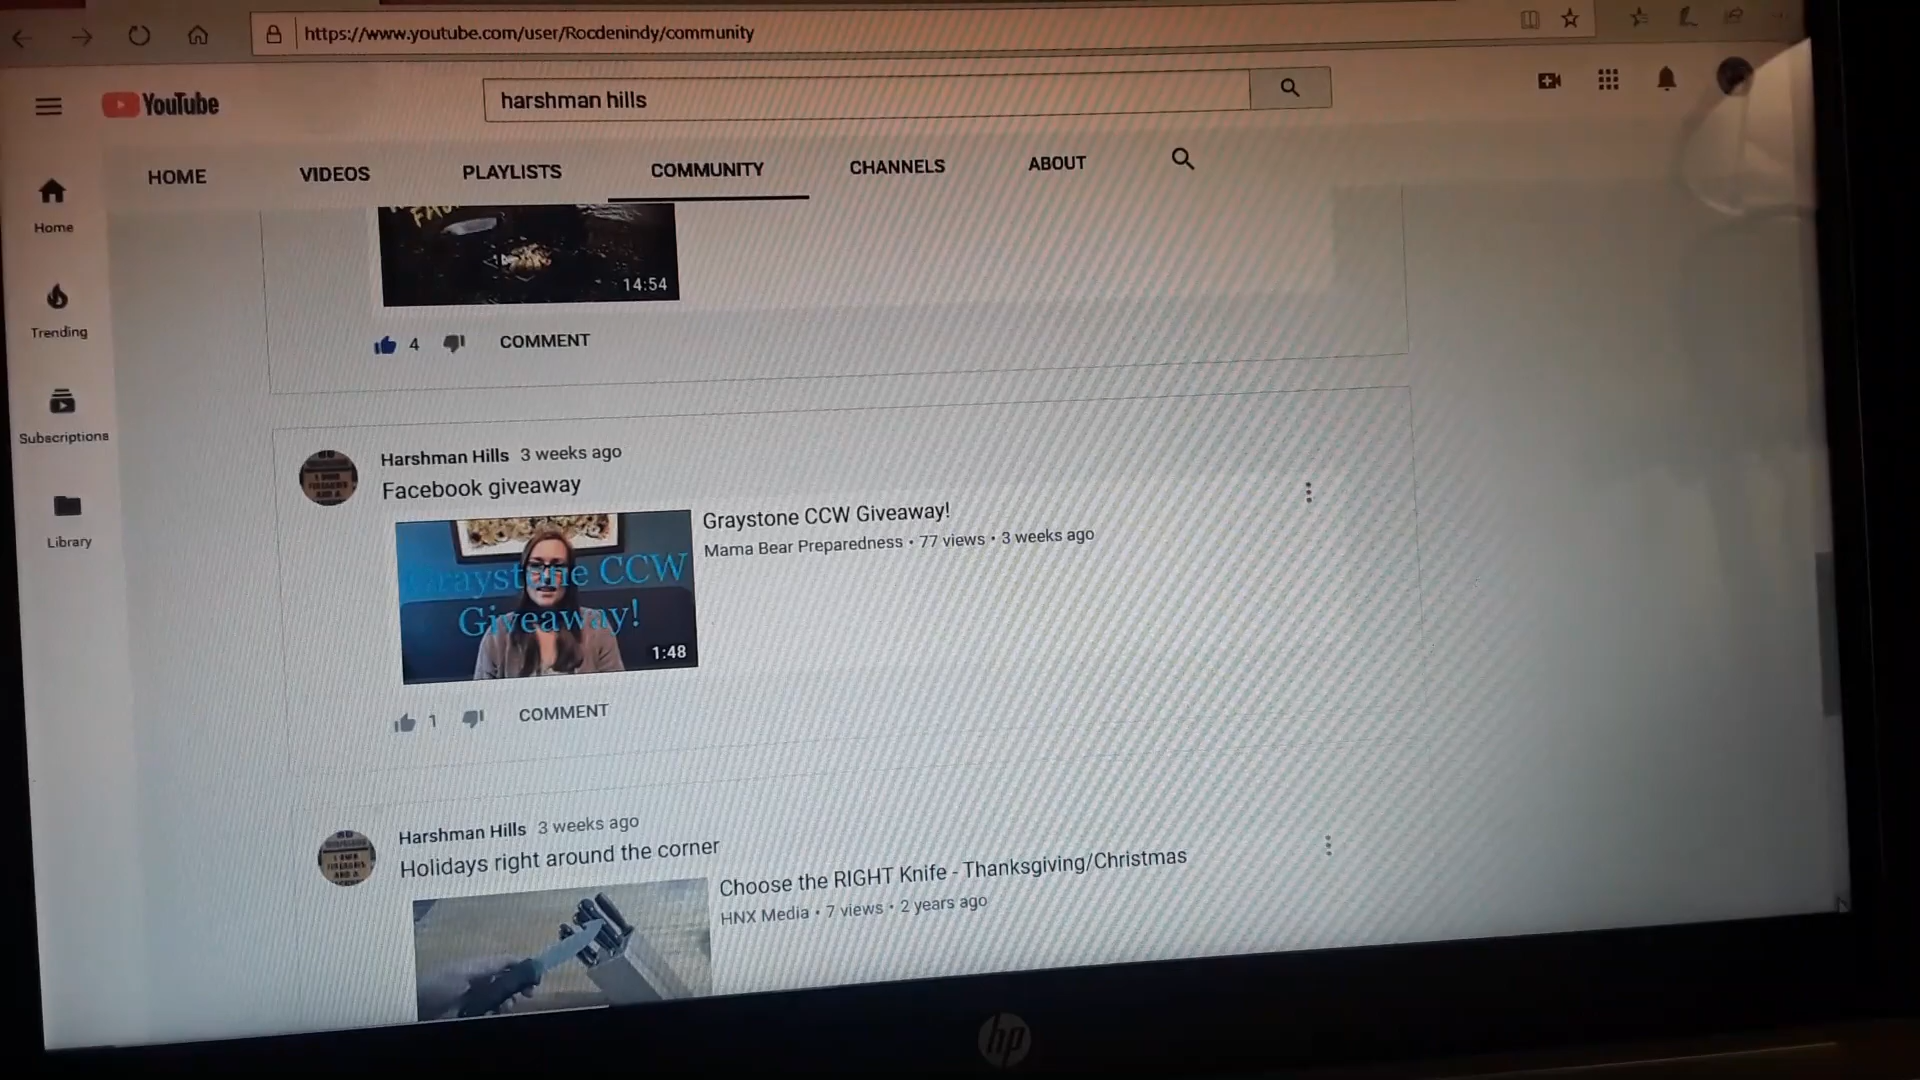 https://www.youtube.com/user/Rocdenindy/community
YouTube
harshman hills
HOME
VIDEOS
PLAYLISTS
COMMUNITY
CHANNELS
ABOUT
Home
Trending
Subscriptions
Library
14:54
4
COMMENT
Harshman Hills 3 weeks ago
Facebook giveaway
Graystone CCW
Giveaway!
1:48
Graystone CCW Giveaway!
Mama Bear Preparedness • 77 views • 3 weeks ago
1
COMMENT
Harshman Hills 3 weeks ago
Holidays right around the corner
Choose the RIGHT Knife - Thanksgiving/Christmas
HNX Media • 7 views • 2 years ago
hp